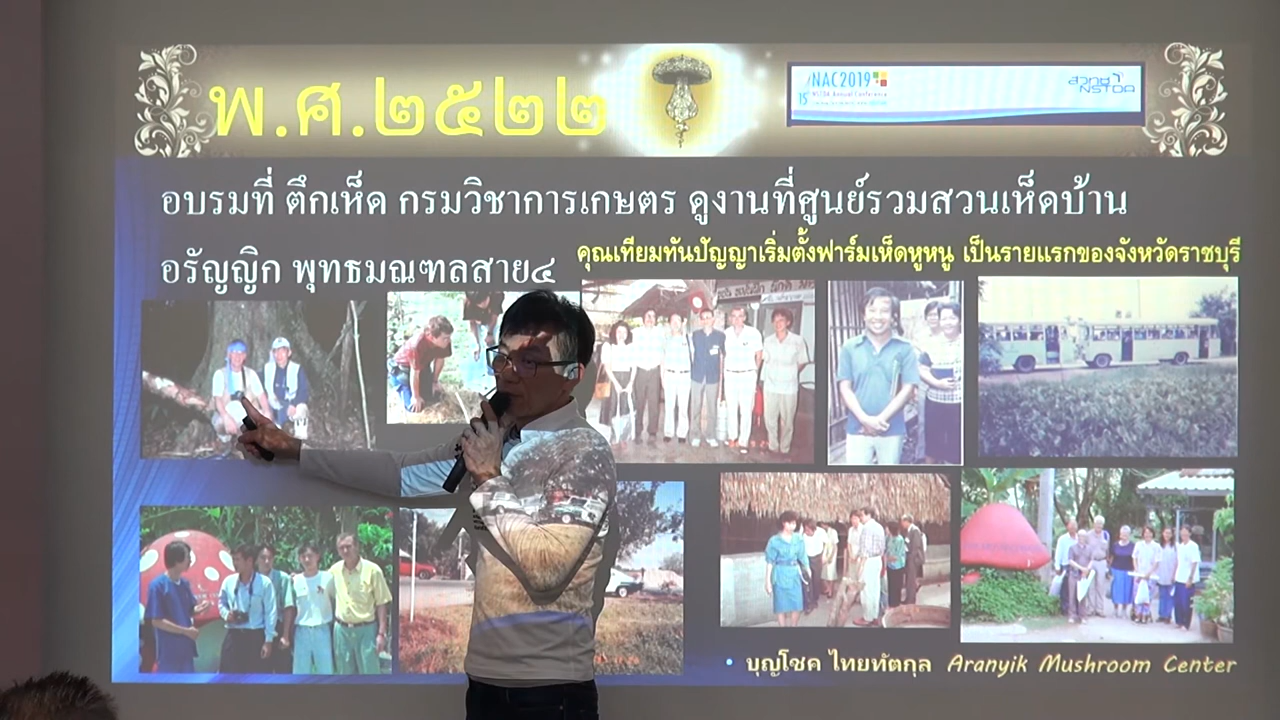 พ.ศ.๒๕๒๒
NAC2019
15
NSTDA Annual Conference
สวทช
NSTDA
อบรมที่ ตึกเห็ด กรมวิชาการเกษตร ดูงานที่ศูนย์รวมสวนเห็ดบ้าน
อรัญญิก พุทธมณฑลสาย๔
คุณเทียมทันปัญญาเริ่มตั้งฟาร์มเห็ดหูหนู เป็นรายแรกของจังหวัดราชบุรี
• บุญโชค ไทยทัตกุล Aranyik Mushroom Center